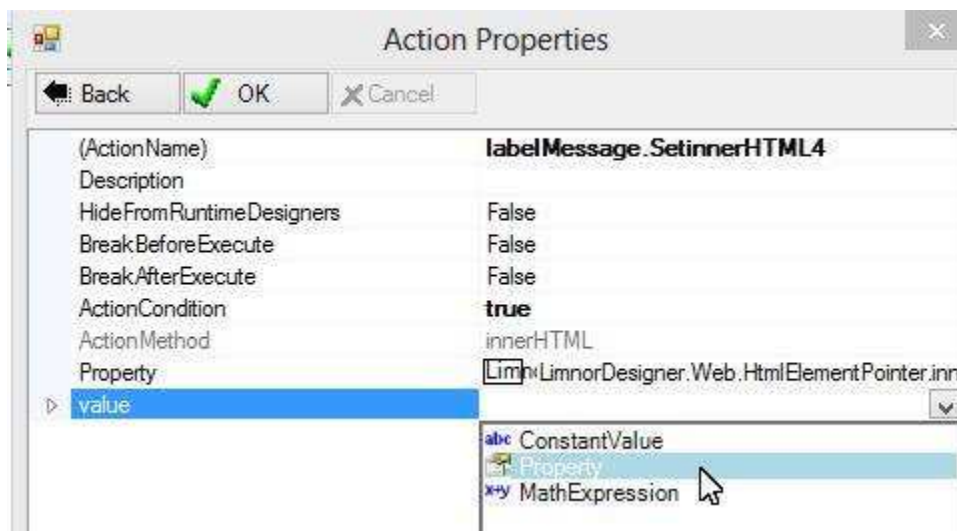 Action Properties
Back OK Cancel
(ActionName) labelMessage.SetinnerHTML4
Description
HideFromRuntimeDesigners False
BreakBeforeExecute False
BreakAfterExecute False
ActionCondition true
ActionMethod innerHTML
Property LimnorDesigner.Web.HtmlElementPointer.inn
value
abc ConstantValue
Property
x+y MathExpression